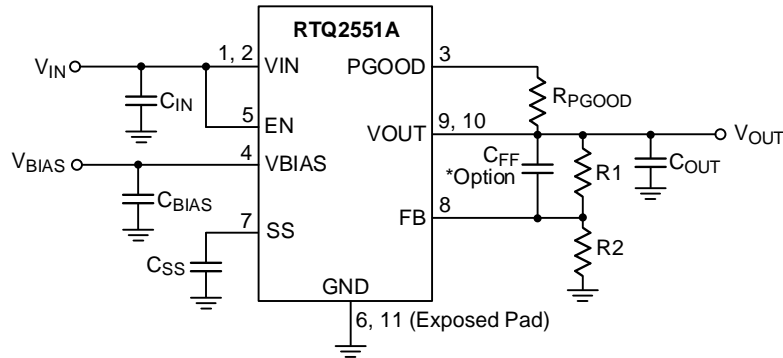 RTQ2551A
VIN
1, 2
VIN
PGOOD
3
RPGOOD
CIN
5
EN
VOUT
9, 10
VOUT
VBIAS
4
VBIAS
CFF
*Option
R1
COUT
CBIAS
7
SS
FB
8
CSS
R2
GND
6, 11 (Exposed Pad)